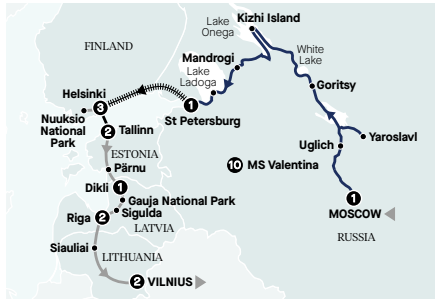 Lake
Onega
Kizhi Island
FINLAND
Mandrogi
White
Lake
Lake
Ladoga
Goritsy
Helsinki
3
1
St Petersburg
Nuuksio
National
Park
2
Tallinn
Yaroslavl
Uglich
ESTONIA
Pärnu
10 MS Valentina
Dikli
1
Gauja National Park
1
Riga
2
Sigulda
MOSCOW
LATVIA
RUSSIA
Siauliai
LITHUANIA
2 VILNIUS